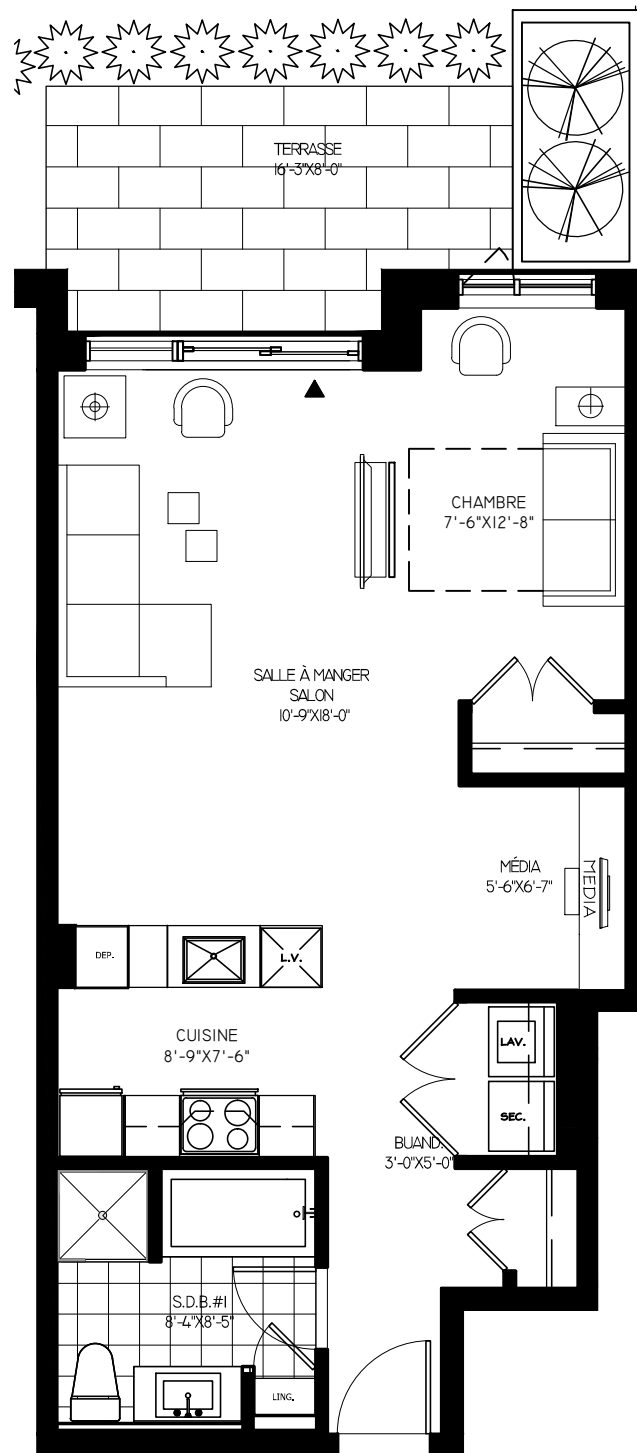 TERRASSE
16'-3"X8'-0"
CHAMBRE
7'-6"X12'-8"
SALLE À MANGER
SALON
10'-9"X18'-0"
MÉDIA
5'-6"X6'-7"
MEDIA
DEP.
L.V.
CUISINE
8'-9"X7'-6"
LAV.
SEC.
BUAND.
3'-0"X5'-0"
S.D.B.#1
8'-4"X8'-5"
LING.